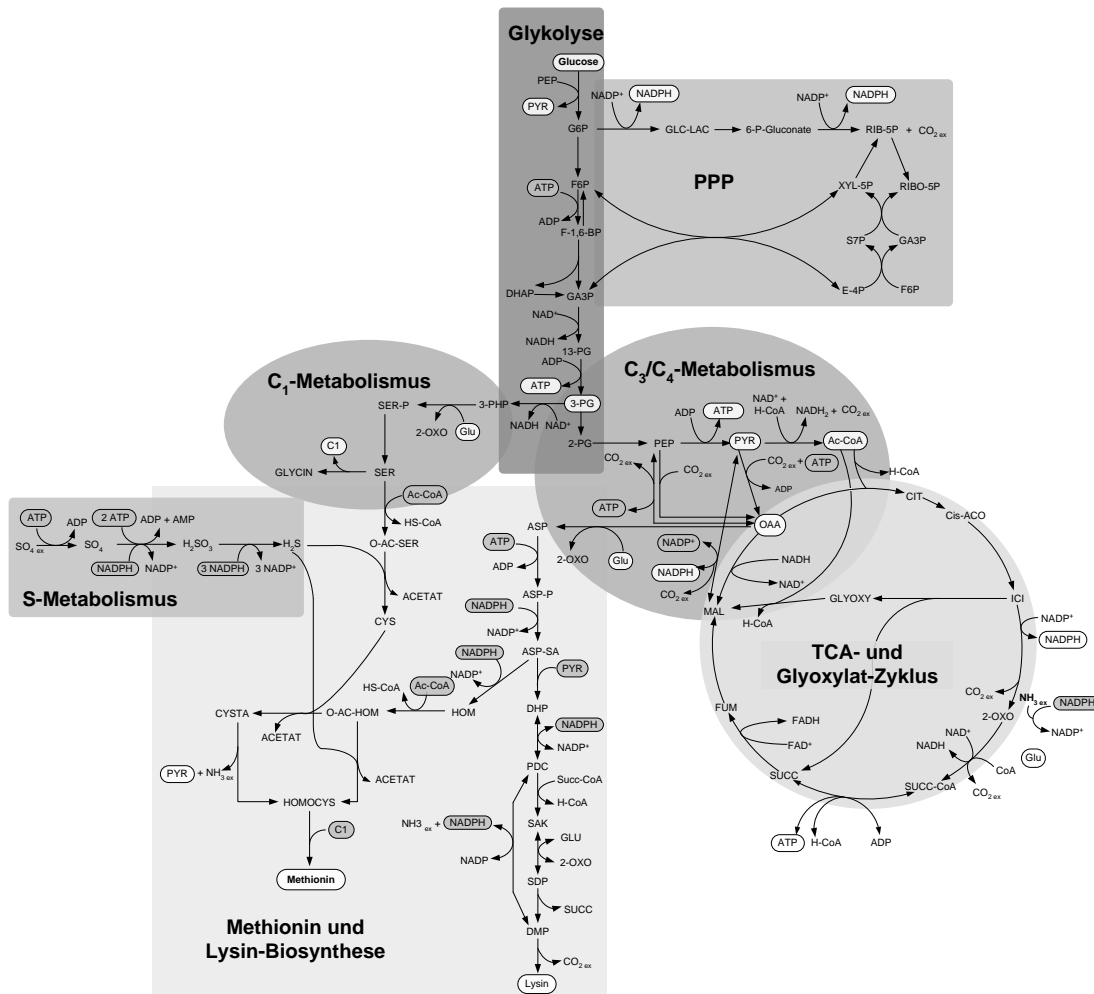 Glykolyse
Glucose
PEP
PYR
NADP+
NADPH
NADP+
NADPH
G6P
GLC-LAC
6-P-Gluconate
RIB-5P + CO2 ex
PPP
ATP
F6P
ADP
F-1,6-BP
XYL-5P
RIBO-5P
S7P
GA3P
E-4P
F6P
DHAP
GA3P
NAD+
NADH
13-PG
ADP
ATP
3-PG
2-PG
C1-Metabolismus
SER-P
3-PHP
2-OXO
Glu
NADH
NAD+
C1
GLYCIN
SER
C3/C4-Metabolismus
ADP
ATP
NAD+ +
H-CoA
NADH2 + CO2 ex
PEP
PYR
Ac-CoA
CO2 ex
CO2 ex
CO2 + ATP
ADP
H-CoA
ATP
OAA
ASP
2-OXO
Glu
NADP+
NADPH
CO2 ex
NADH
NAD+
MAL
H-CoA
GLYOXY
CIT
Cis-ACO
ICI
NADP+
NADPH
TCA- und
Glyoxylat-Zyklus
CO2 ex
2-OXO
NH3 ex
NADPH
NADP+
Glu
NAD+
NADH
CoA
CO2 ex
SUCC-CoA
FUM
FADH
FAD+
SUCC
ATP
H-CoA
ADP
S-Metabolismus
ATP
ADP
SO4 ex
SO4
2 ATP
ADP + AMP
NADPH
NADP+
H2SO3
3 NADPH
3 NADP+
H2S
Ac-CoA
HS-CoA
O-AC-SER
ACETAT
CYS
ATP
ADP
ASP-P
NADPH
NADP+
ASP-SA
NADPH
NADP+
PYR
HS-CoA
Ac-CoA
CYSTA
O-AC-HOM
HOM
ACETAT
DHP
NADPH
NADP+
PYR + NH3 ex
ACETAT
PDC
Succ-CoA
H-CoA
HOMOCYS
C1
Methionin
NH3 ex + NADPH
NADP
SAK
GLU
2-OXO
SDP
SUCC
DMP
CO2 ex
Lysin
Methionin und
Lysin-Biosynthese